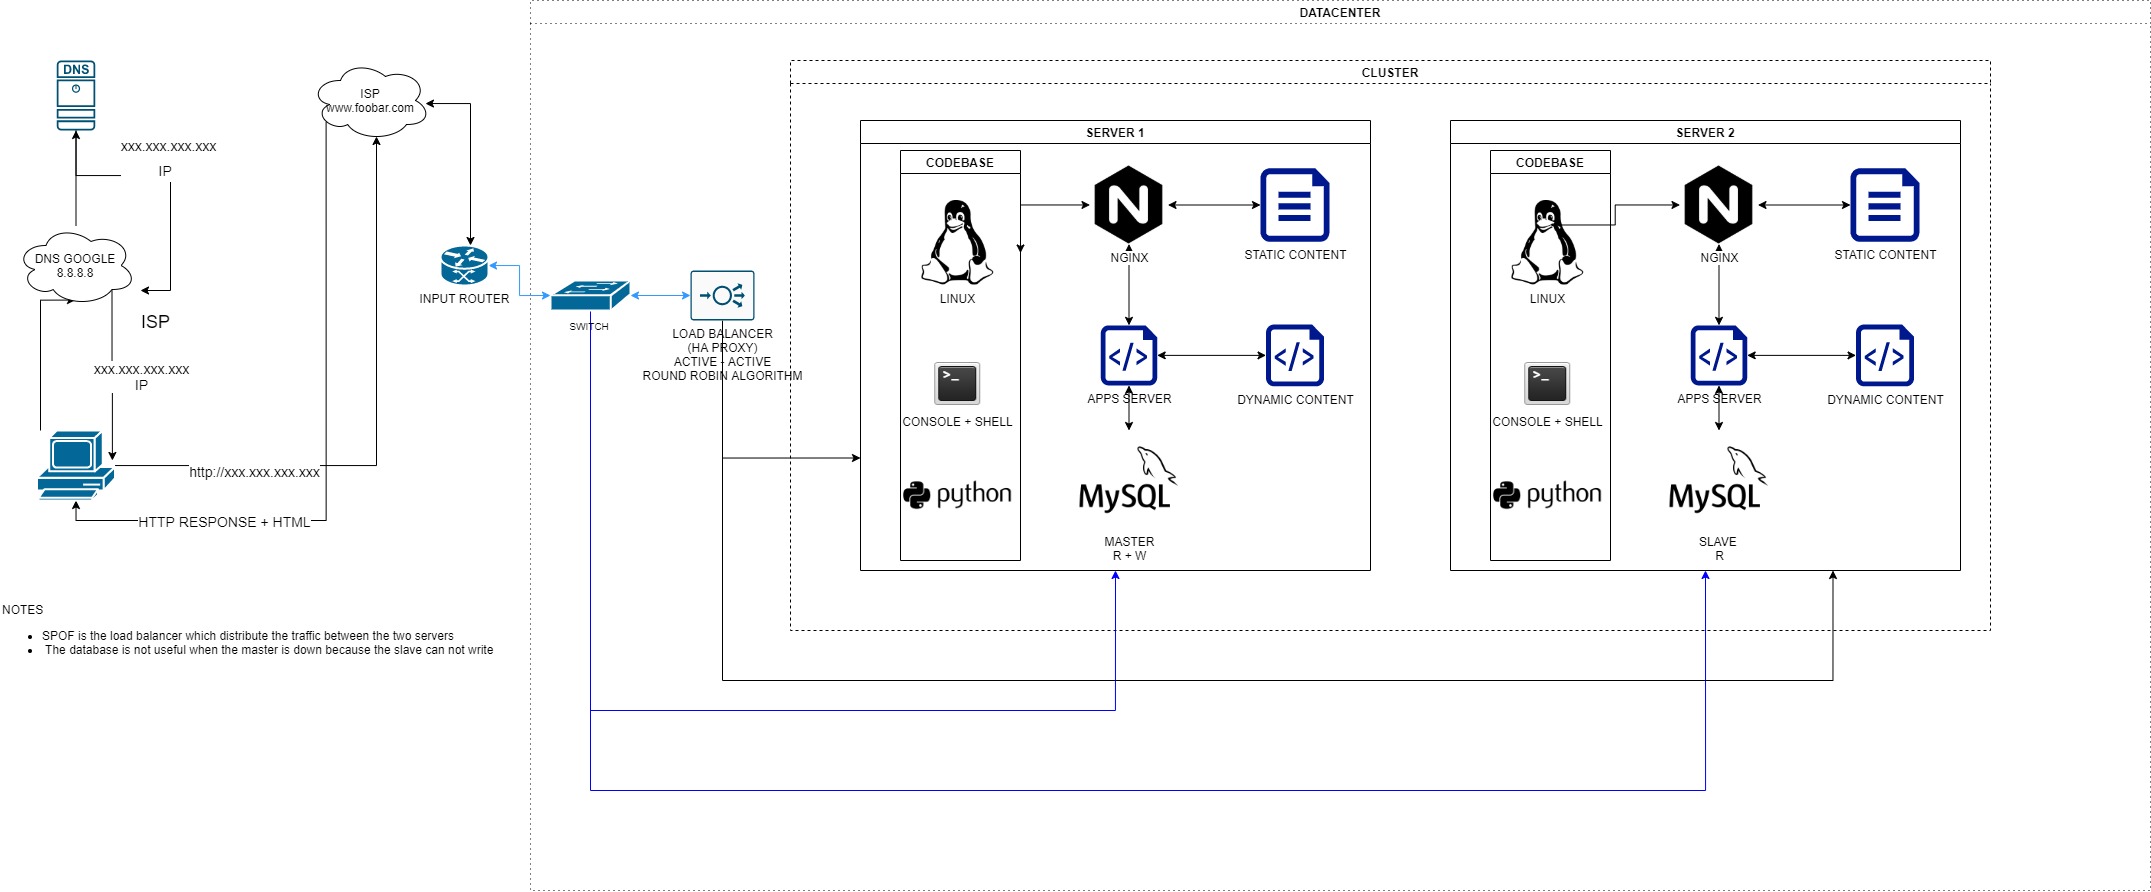 DATACENTER
CLUSTER
DNS
xxx.xxx.xxx.xxx
IP
DNS GOOGLE
8.8.8.8
ISP
xxx.xxx.xxx.xxx
IP
http://xxx.xxx.xxx.xxx
HTTP RESPONSE + HTML
ISP
www.foobar.com
INPUT ROUTER
SWITCH
LOAD BALANCER
(HA PROXY)
ACTIVE - ACTIVE
ROUND ROBIN ALGORITHM
SERVER 1
CODEBASE
LINUX
>_
CONSOLE + SHELL
python
N
NGINX
STATIC CONTENT
</>
APPS SERVER
</>
DYNAMIC CONTENT
MySQL
MASTER
R + W
SERVER 2
CODEBASE
LINUX
>_
CONSOLE + SHELL
python
N
NGINX
STATIC CONTENT
</>
APPS SERVER
</>
DYNAMIC CONTENT
MySQL
SLAVE
R
NOTES
• SPOF is the load balancer which distribute the traffic between the two servers
• The database is not useful when the master is down because the slave can not write